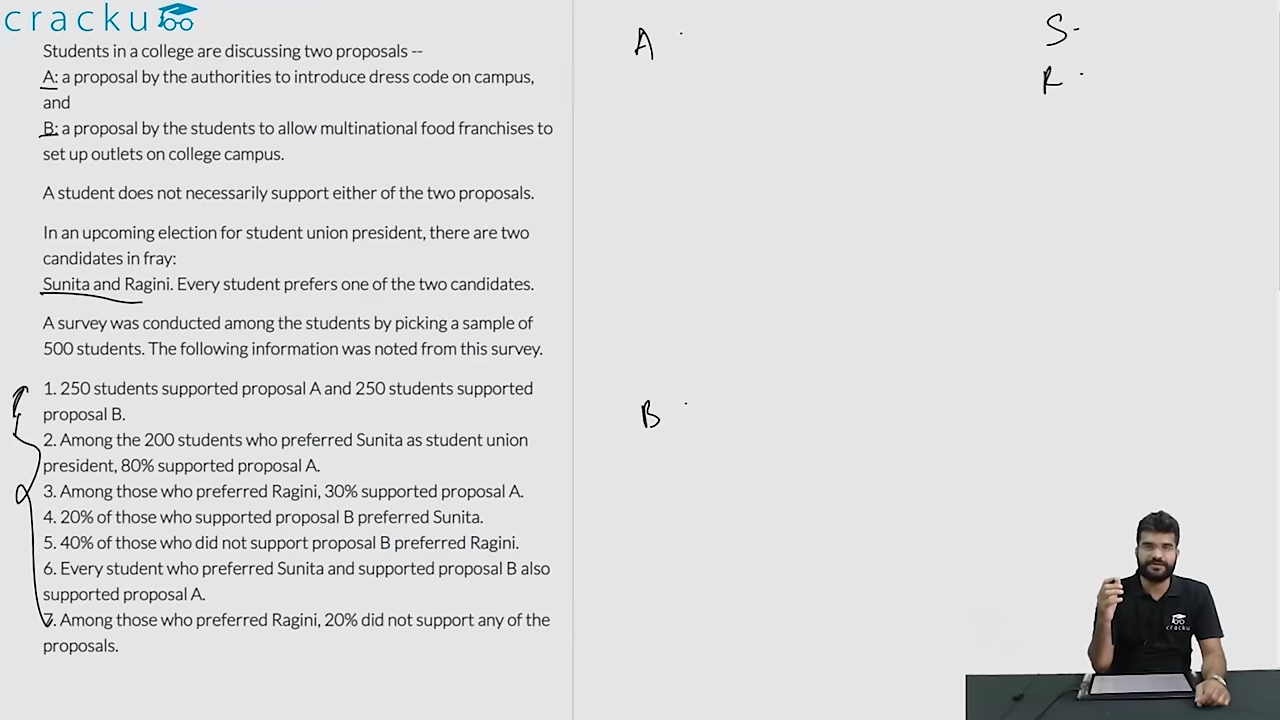 cracku
Students in a college are discussing two proposals --
A: a proposal by the authorities to introduce dress code on campus,
and
B: a proposal by the students to allow multinational food franchises to
set up outlets on college campus.
A student does not necessarily support either of the two proposals.
In an upcoming election for student union president, there are two
candidates in fray:
Sunita and Ragini. Every student prefers one of the two candidates.
A survey was conducted among the students by picking a sample of
500 students. The following information was noted from this survey.
1. 250 students supported proposal A and 250 students supported
proposal B.
2. Among the 200 students who preferred Sunita as student union
president, 80% supported proposal A.
3. Among those who preferred Ragini, 30% supported proposal A.
4. 20% of those who supported proposal B preferred Sunita.
5. 40% of those who did not support proposal B preferred Ragini.
6. Every student who preferred Sunita and supported proposal B also
supported proposal A.
7. Among those who preferred Ragini, 20% did not support any of the
proposals.
A
B
S-
R
cracku